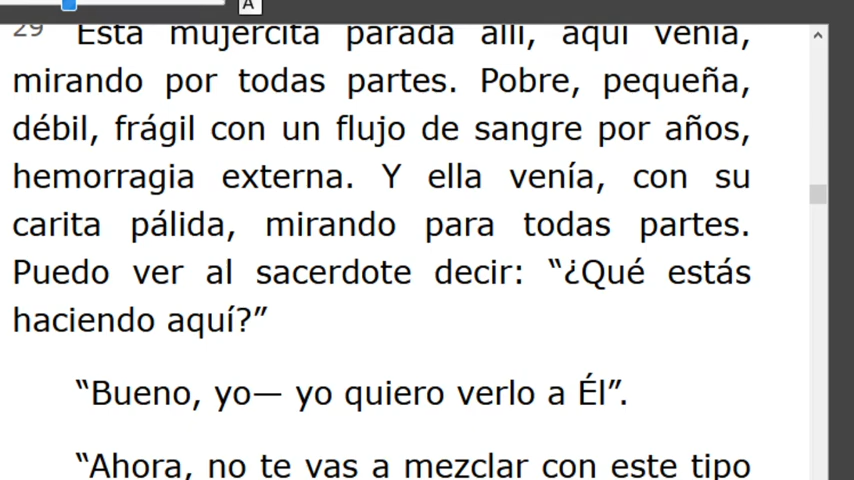 A
29 Esta mujercita parada allí, aquí venía,
mirando por todas partes. Pobre, pequeña,
débil, frágil con un flujo de sangre por años,
hemorragia externa. Y ella venía, con su
carita pálida, mirando para todas partes.
Puedo ver al sacerdote decir: “¿Qué estás
haciendo aquí?”
“Bueno, yo— yo quiero verlo a Él”.
“Ahora, no te vas a mezclar con este tipo